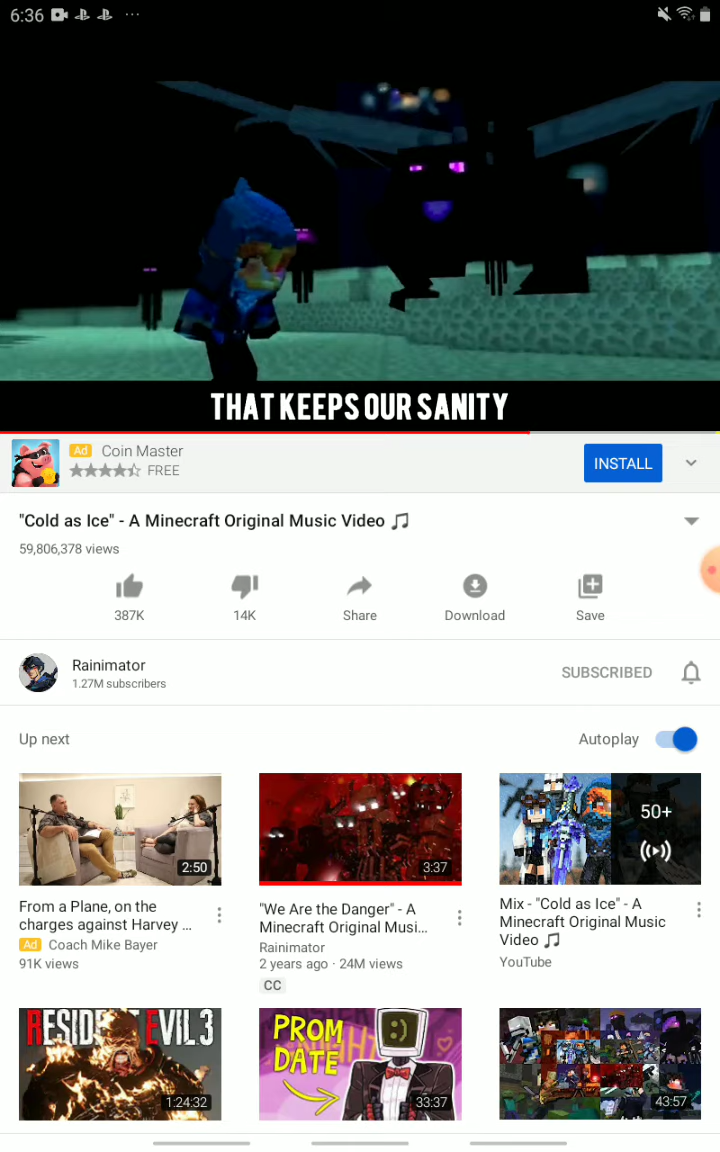 6:36
THAT KEEPS OUR SANITY
Ad Coin Master
FREE
INSTALL
"Cold as Ice" - A Minecraft Original Music Video 🎵
59,806,378 views
387K
14K
Share
Download
Save
Rainimator
1.27M subscribers
SUBSCRIBED
Up next
Autoplay
2:50
3:37
50+
From a Plane, on the
charges against Harvey ...
Ad Coach Mike Bayer
91K views
"We Are the Danger" - A
Minecraft Original Musi...
Rainimator
2 years ago · 24M views
CC
Mix - "Cold as Ice" - A
Minecraft Original Music
Video 🎵
YouTube
RESIDENT EVIL 3
1:24:32
PROM
DATE
33:37
43:57